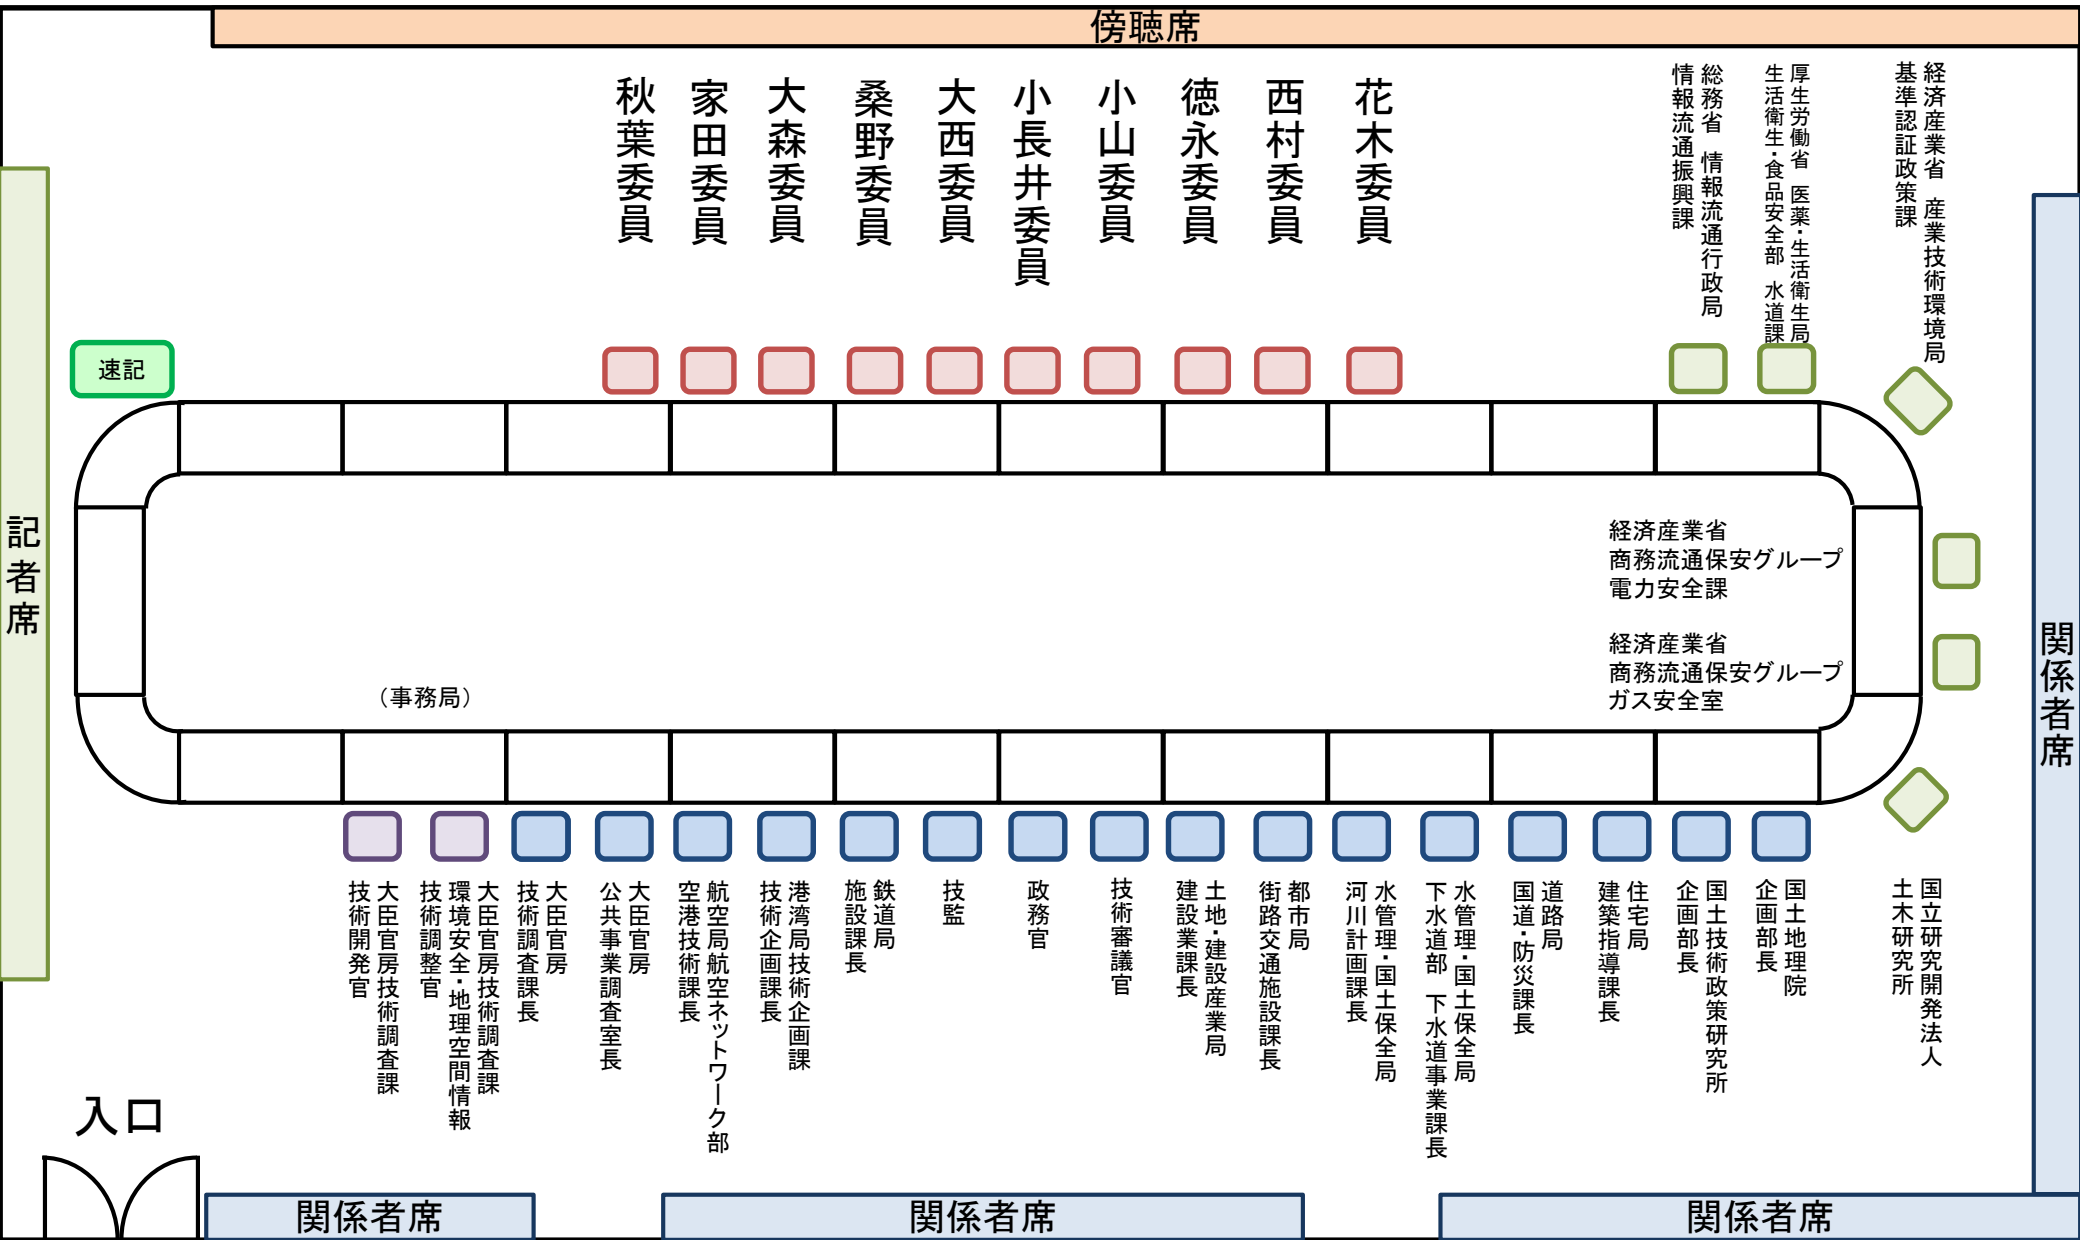 傍聴席
秋葉委員
家田委員
大森委員
桑野委員
大西委員
小長井委員
小山委員
徳永委員
西村委員
花木委員
総務省 情報流通行政局
情報流通振興課
厚生労働省 医薬・生活衛生局
生活衛生・食品安全部 水道課
経済産業省 産業技術環境局
基準認証政策課
速記
記者席
経済産業省
商務流通保安グループ
電力安全課
経済産業省
商務流通保安グループ
ガス安全室
関係者席
（事務局）
大臣官房技術調査課
技術開発官
大臣官房技術調査課
環境安全・地理空間情報
技術調整官
大臣官房
技術調査課長
大臣官房
公共事業調査室長
航空局航空ネットワーク部
空港技術課長
港湾局技術企画課
技術企画課長
鉄道局
施設課長
技監
政務官
技術審議官
土地・建設産業局
建設業課長
都市局
街路交通施設課長
水管理・国土保全局
河川計画課長
水管理・国土保全局
下水道部 下水道事業課長
道路局
国道・防災課長
住宅局
建築指導課長
国土技術政策研究所
企画部長
国土地理院
企画部長
国立研究開発法人
土木研究所
入口
関係者席
関係者席
関係者席